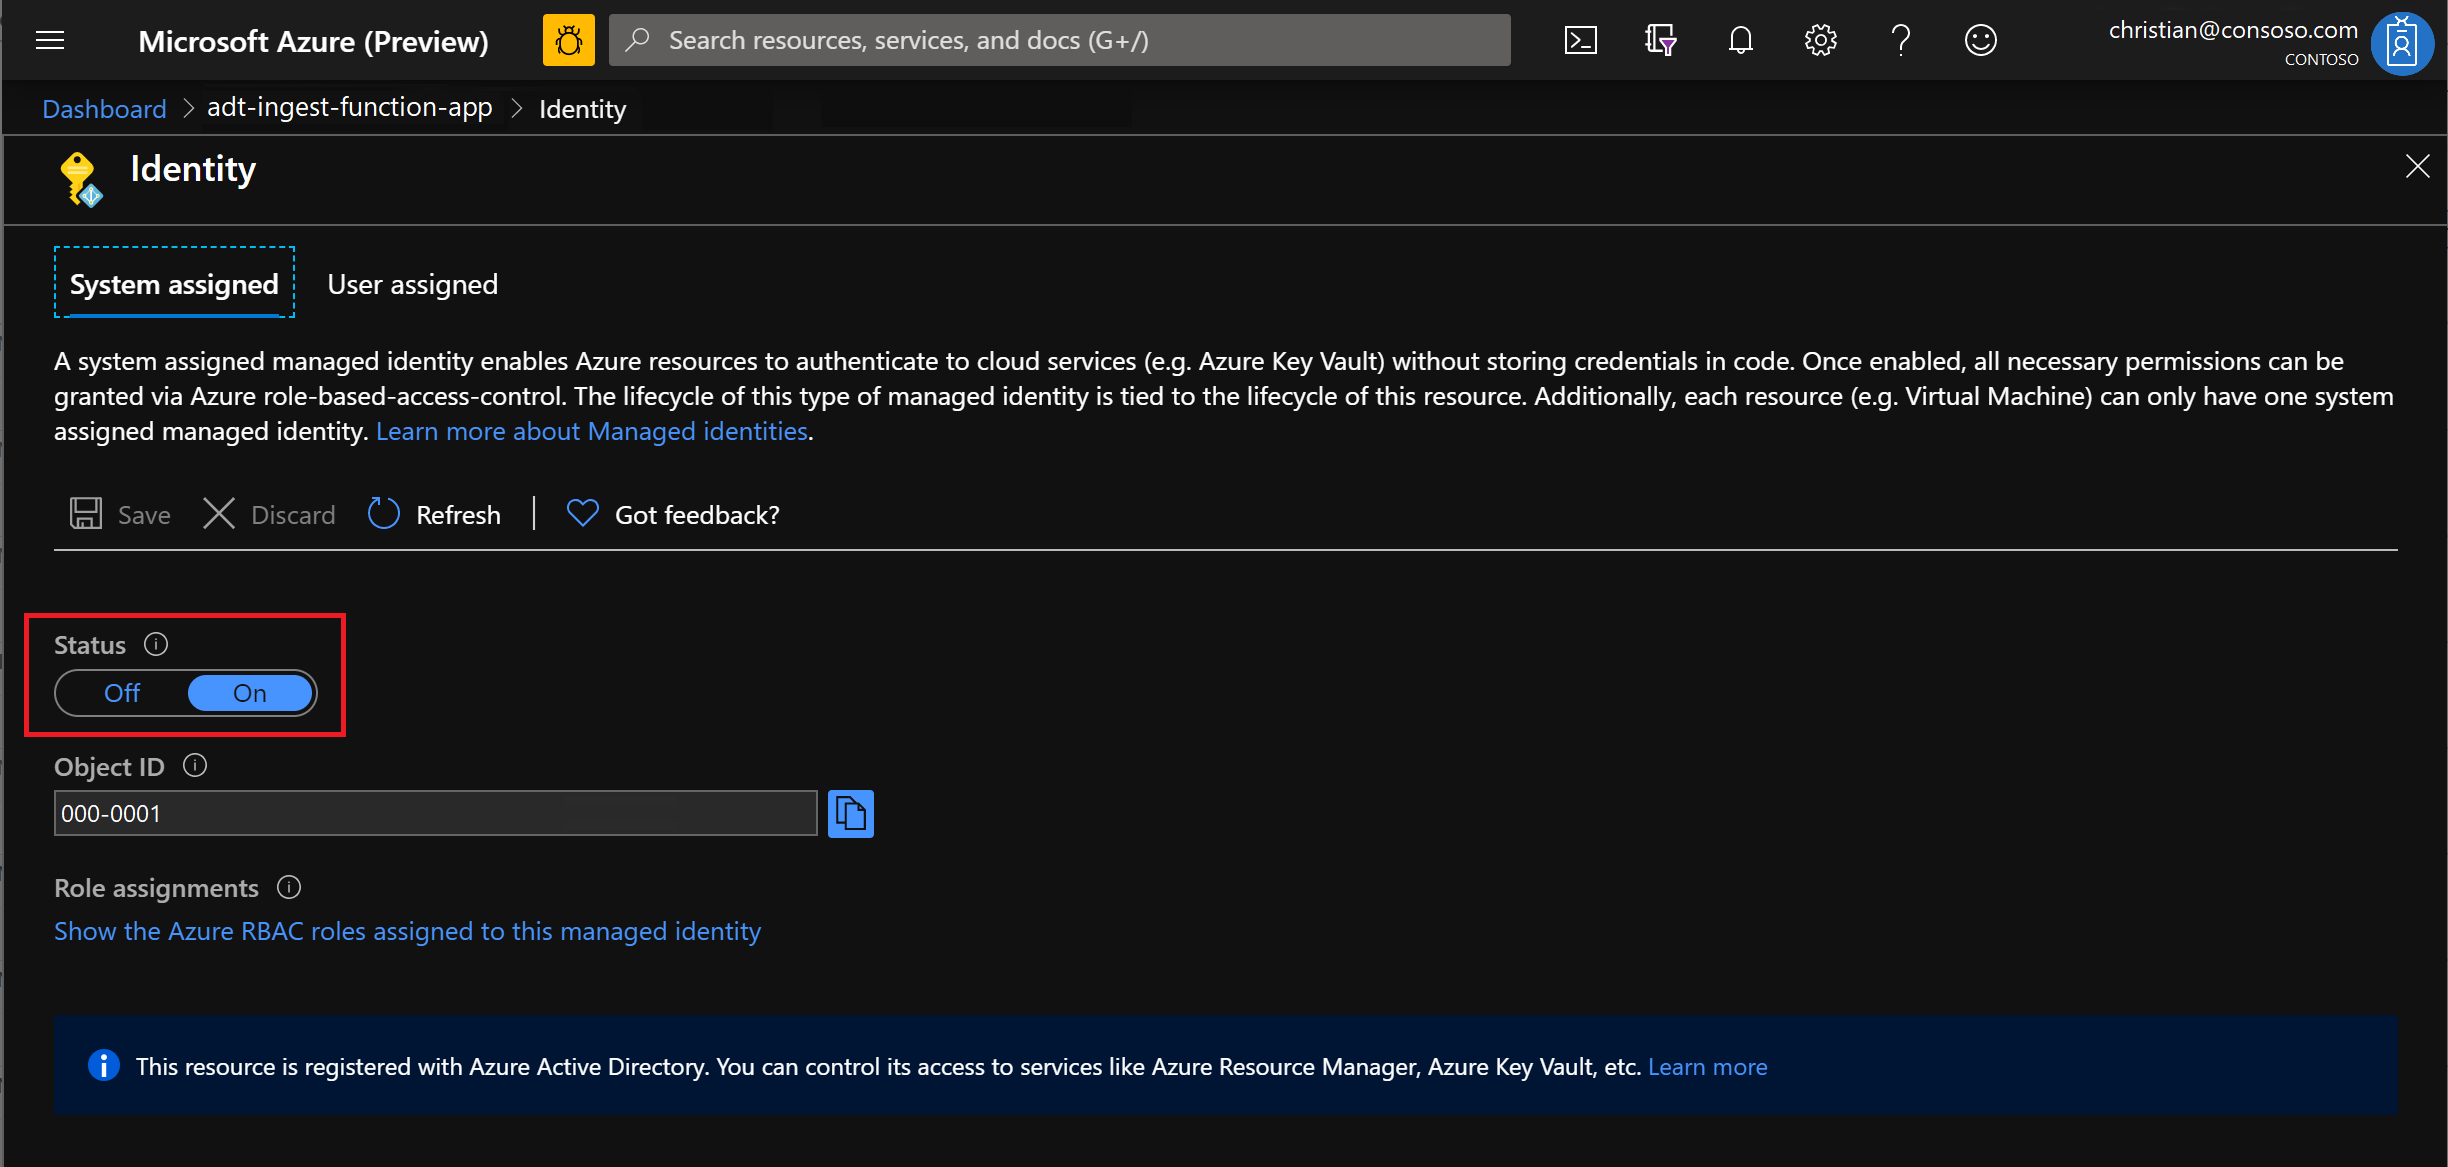 Microsoft Azure (Preview)
Search resources, services, and docs (G+/)
christian@consoso.com
CONTOSO
Dashboard > adt-ingest-function-app > Identity
Identity
System assigned
User assigned
A system assigned managed identity enables Azure resources to authenticate to cloud services (e.g. Azure Key Vault) without storing credentials in code. Once enabled, all necessary permissions can be
granted via Azure role-based-access-control. The lifecycle of this type of managed identity is tied to the lifecycle of this resource. Additionally, each resource (e.g. Virtual Machine) can only have one system
assigned managed identity. Learn more about Managed identities.
Save
Discard
Refresh
Got feedback?
Status
Off
On
Object ID
000-0001
Role assignments
Show the Azure RBAC roles assigned to this managed identity
This resource is registered with Azure Active Directory. You can control its access to services like Azure Resource Manager, Azure Key Vault, etc. Learn more